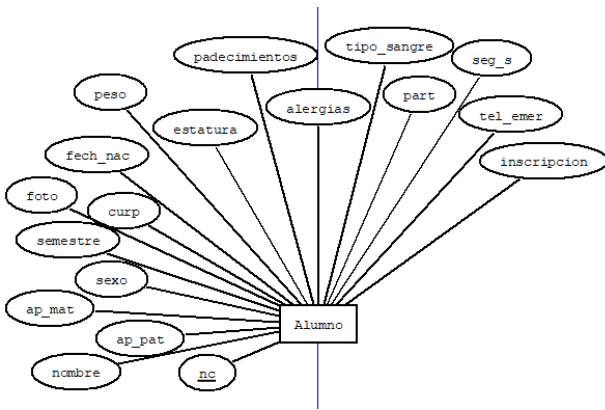 padecimientos
tipo_sangre
seg_s
peso
alergias
part
estatura
tel_emer
fech_nac
inscripcion
foto
curp
semestre
sexo
ap_mat
Alumno
ap_pat
nombre
nc